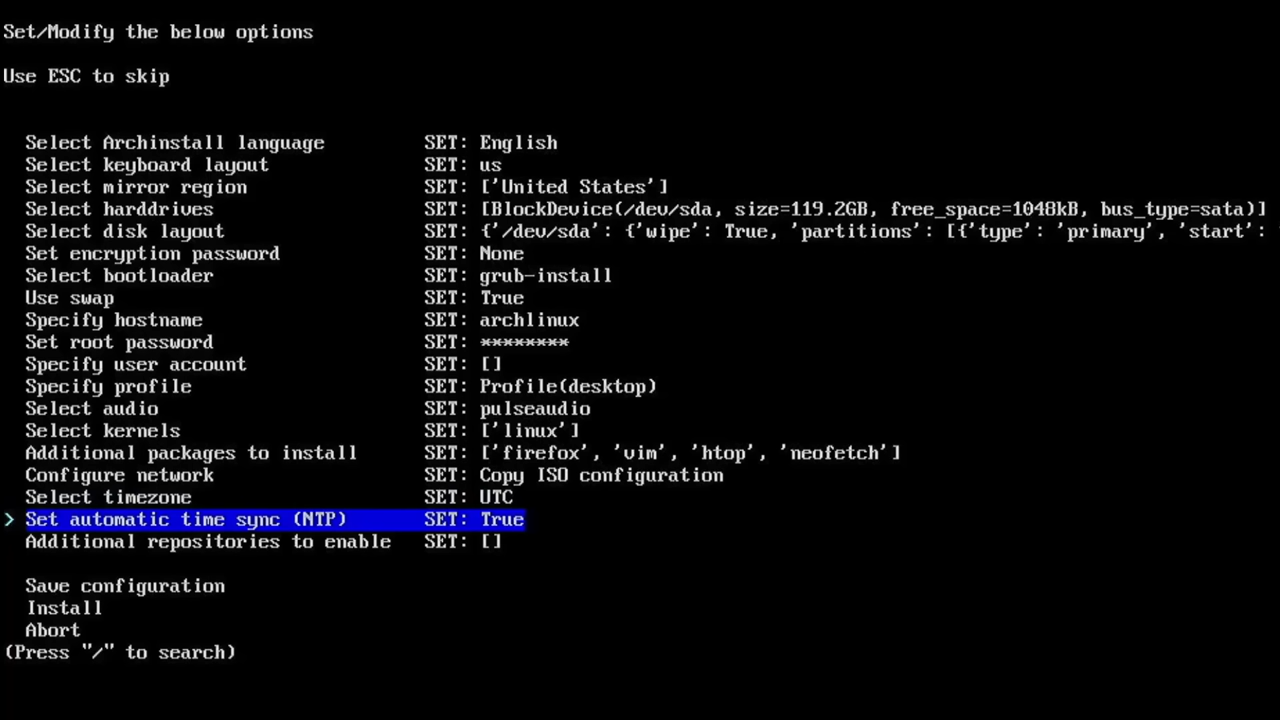 Set/Modify the below options
Use ESC to skip
Select Archinstall language SET: English
Select keyboard layout SET: us
Select mirror region SET: ['United States']
Select harddrives SET: [BlockDevice(/dev/sda, size=119.2GB, free_space=1048kB, bus_type=sata)]
Select disk layout SET: {'/dev/sda': {'wipe': True, 'partitions': [{'type': 'primary', 'start':
Set encryption password SET: None
Select bootloader SET: grub-install
Use swap SET: True
Specify hostname SET: archlinux
Set root password SET: ********
Specify user account SET: []
Specify profile SET: Profile(desktop)
Select audio SET: pulseaudio
Select kernels SET: ['linux']
Additional packages to install SET: ['firefox', 'vim', 'htop', 'neofetch']
Configure network SET: Copy ISO configuration
Select timezone SET: UTC
> Set automatic time sync (NTP) SET: True
Additional repositories to enable SET: []
Save configuration
Install
Abort
(Press "/" to search)